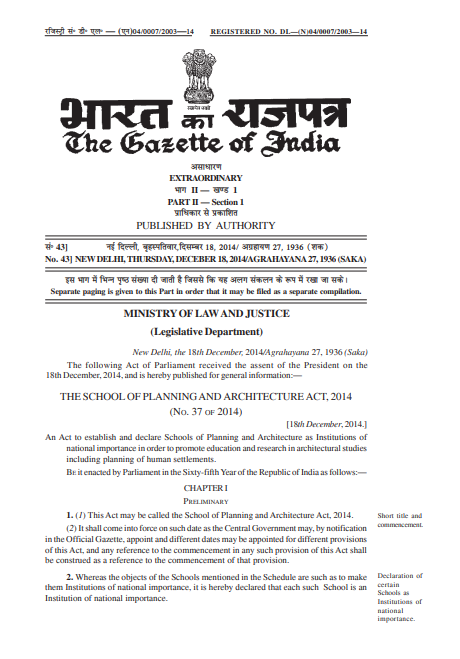 रजिस्ट्री सं० डी० एल० — (एन)04/0007/2003—14 REGISTERED NO. DL—(N)04/0007/2003—14
सत्यमेव जयते
भारत का राजपत्र
The Gazette of India
असाधारण
EXTRAORDINARY
भाग II — खण्ड 1
PART II — Section 1
प्राधिकार से प्रकाशित
PUBLISHED BY AUTHORITY
सं० 43] नई दिल्ली, बृहस्पतिवार,दिसम्बर 18, 2014/ अग्रहायण 27, 1936 (शक)
No. 43] NEW DELHI, THURSDAY, DECEBER 18, 2014/AGRAHAYANA 27, 1936 (SAKA)
इस भाग में भिन्न पृष्ठ संख्या दी जाती है जिससे कि यह अलग संकलन के रूप में रखा जा सके।
Separate paging is given to this Part in order that it may be filed as a separate compilation.
MINISTRY OF LAW AND JUSTICE
(Legislative Department)
New Delhi, the 18th December, 2014/Agrahayana 27, 1936 (Saka)
The following Act of Parliament received the assent of the President on the
18th December, 2014, and is hereby published for general information:—
THE SCHOOL OF PLANNING AND ARCHITECTURE ACT, 2014
(NO. 37 OF 2014)
[18th December, 2014.]
An Act to establish and declare Schools of Planning and Architecture as Institutions of
national importance in order to promote education and research in architectural studies
including planning of human settlements.
BE it enacted by Parliament in the Sixty-fifth Year of the Republic of India as follows:—
CHAPTER I
PRELIMINARY
1. (1) This Act may be called the School of Planning and Architecture Act, 2014.
(2) It shall come into force on such date as the Central Government may, by notification
in the Official Gazette, appoint and different dates may be appointed for different provisions
of this Act, and any reference to the commencement in any such provision of this Act shall
be construed as a reference to the commencement of that provision.
Short title and
commencement.
2. Whereas the objects of the Schools mentioned in the Schedule are such as to make
them Institutions of national importance, it is hereby declared that each such School is an
Institution of national importance.
Declaration of
certain
Schools as
Institutions of
national
importance.